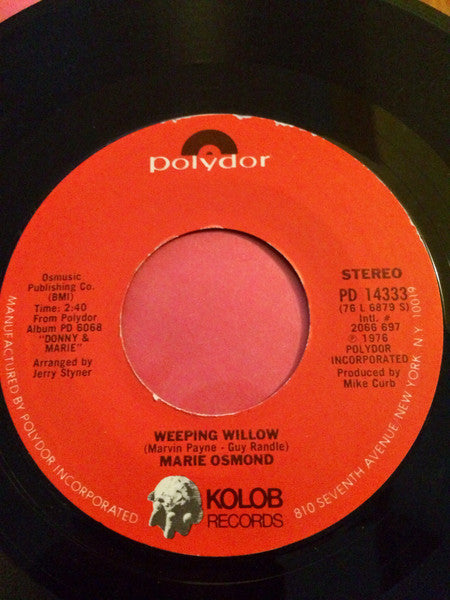 polydor
Osmusic
Publishing Co.
(BMI)
Time: 2:40
From Polydor
Album PD 6068
"DONNY &
MARIE"
Arranged by
Jerry Styner
STEREO
PD 14333
(76 L 6879 S)
Intl. #
2066 697
℗ 1976
POLYDOR
INCORPORATED
Produced by
Mike Curb
WEEPING WILLOW
(Marvin Payne - Guy Randle)
MARIE OSMOND
KOLOB
RECORDS
MANUFACTURED BY POLYDOR INCORPORATED
810 SEVENTH AVENUE, NEW YORK, N.Y. 10019